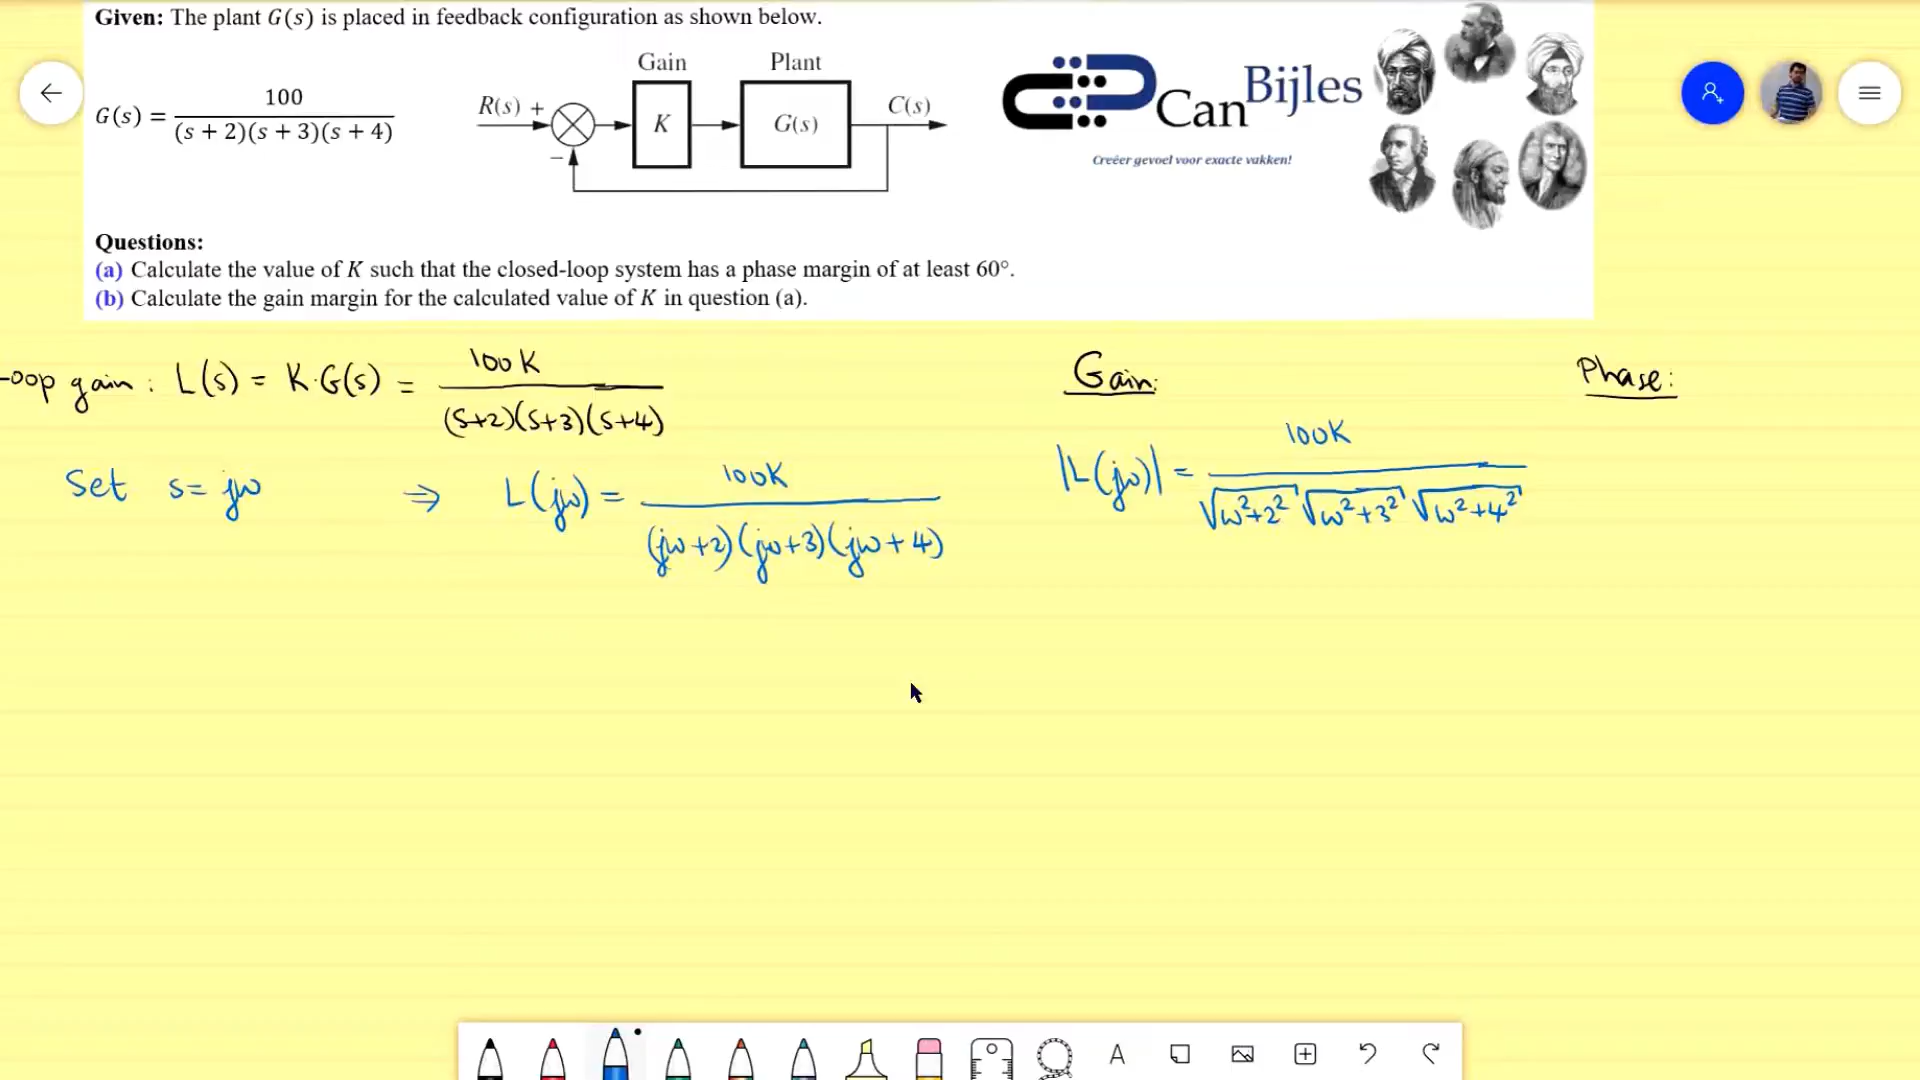 Given: The plant G(s) is placed in feedback configuration as shown below.
G(s) = 100 / ((s + 2)(s + 3)(s + 4))
Gain Plant
R(s) + − K G(s) C(s)
CanBijles
Creëer gevoel voor exacte vakken!
Questions:
(a) Calculate the value of K such that the closed-loop system has a phase margin of at least 60°.
(b) Calculate the gain margin for the calculated value of K in question (a).
oop gain: L(s) = K·G(s) = 100K / ((s+2)(s+3)(s+4))
Set s = jω ⇒ L(jω) = 100K / ((jω+2)(jω+3)(jω+4))
Gain:
|L(jω)| = 100K / (√(ω²+2²) √(ω²+3²) √(ω²+4²))
Phase:
A